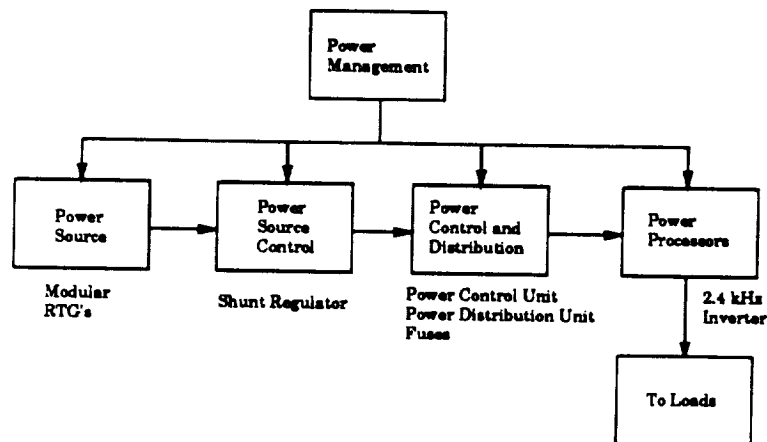 Power
Management
Power
Source
Power
Source
Control
Power
Control and
Distribution
Power
Processors
Modular
RTG's
Shunt Regulator
Power Control Unit
Power Distribution Unit
Fuses
2.4 kHz
Inverter
To Loads